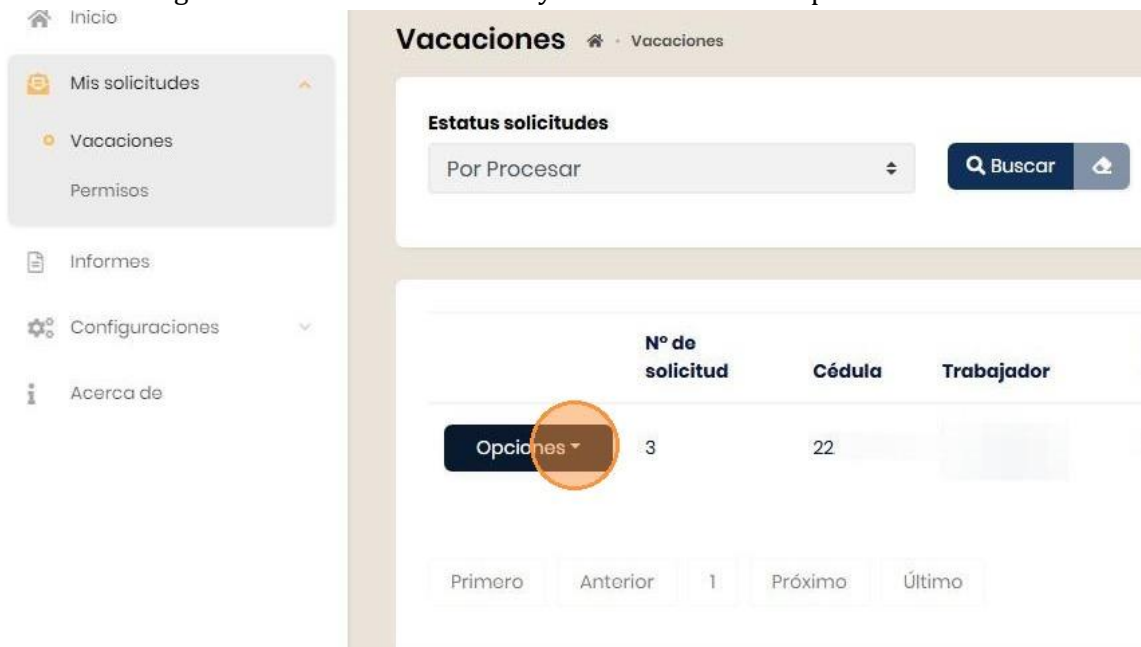 Inicio
Mis solicitudes
Vacaciones
Permisos
Informes
Configuraciones
Acerca de
Vacaciones · Vacaciones
Estatus solicitudes
Por Procesar
Buscar
Nº de solicitud
Cédula
Trabajador
Opciones
3
22
Primero
Anterior
1
Próximo
Último